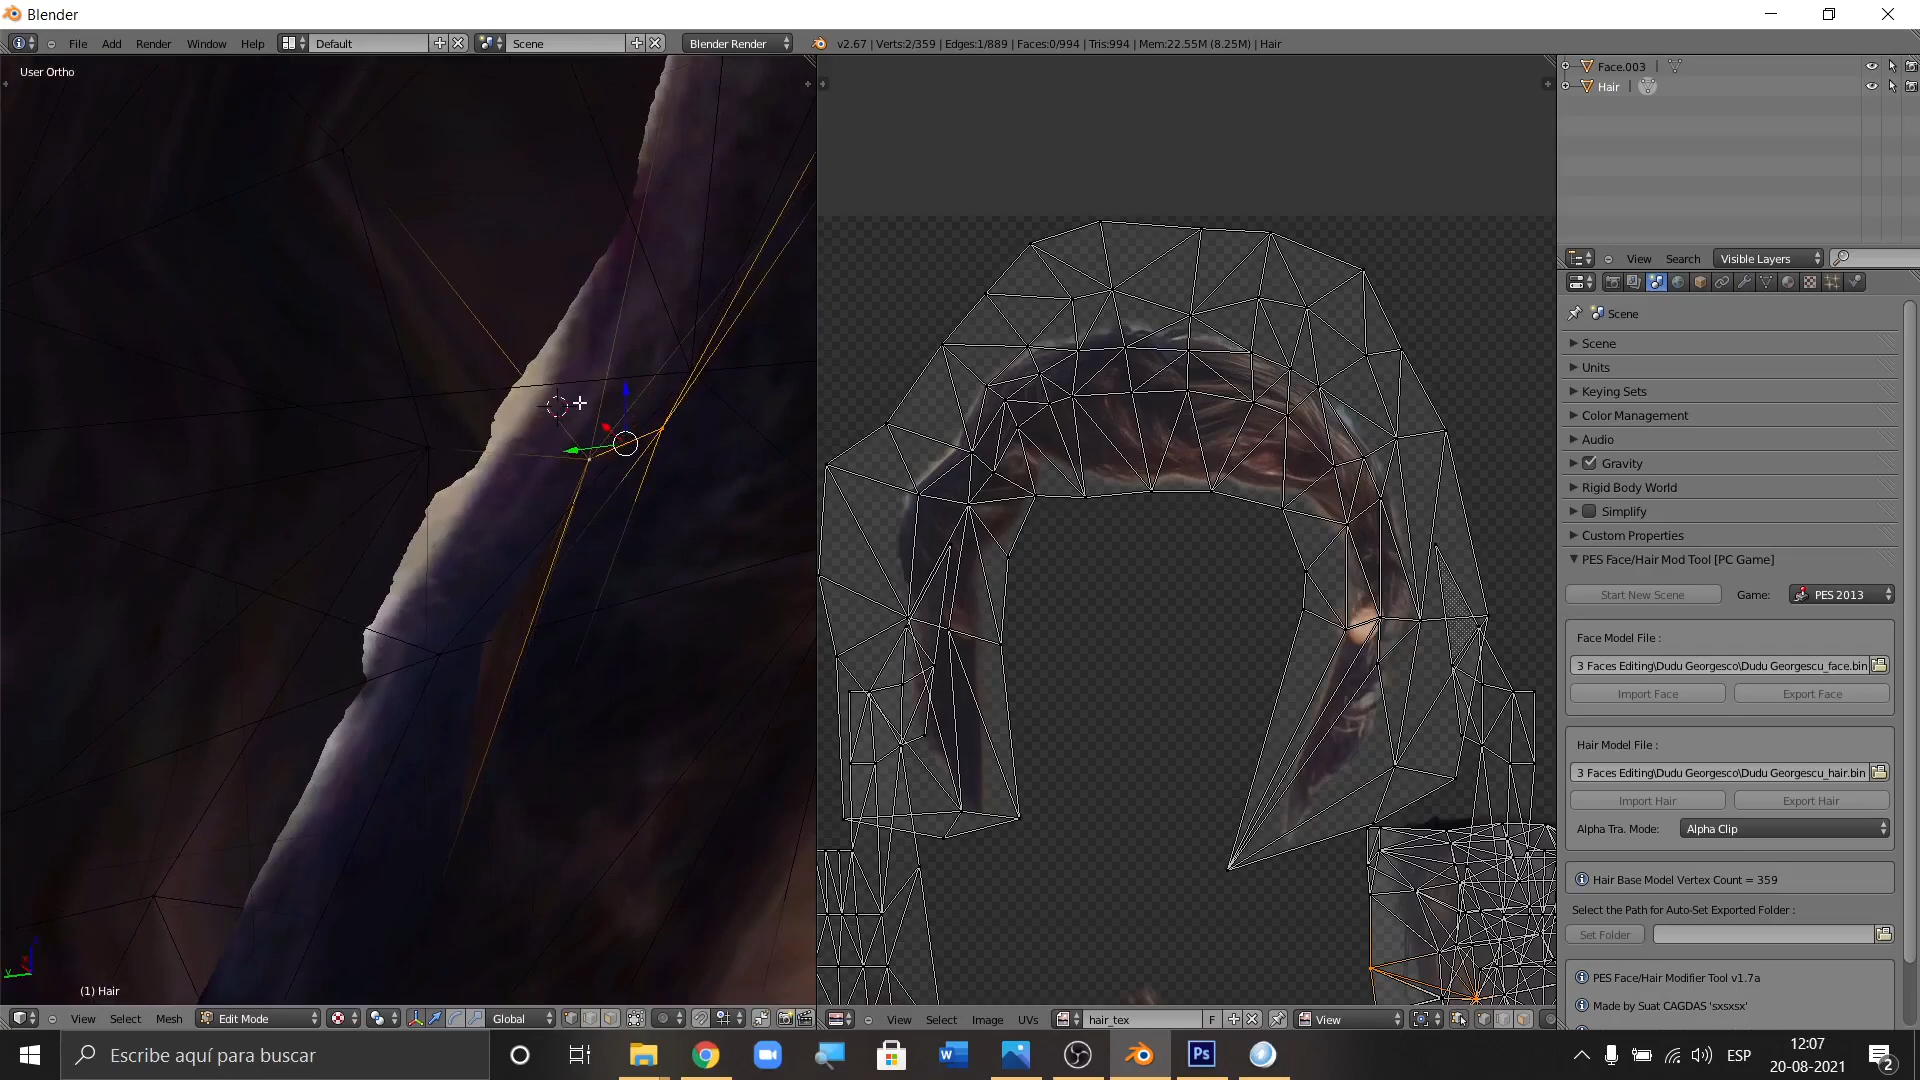 Blender
File Add Render Window Help Default Scene Blender Render v2.67 | Verts:2/359 | Edges:1/889 | Faces:0/994 | Tris:994 | Mem:22.55M (8.25M) | Hair
User Ortho
Face.003
Hair
View Search Visible Layers
Scene
Scene
Units
Keying Sets
Color Management
Audio
Gravity
Rigid Body World
Simplify
Custom Properties
PES Face/Hair Mod Tool [PC Game]
Start New Scene Game: PES 2013
Face Model File :
3 Faces Editing\Dudu Georgesco\Dudu Georgescu_face.bin
Import Face Export Face
Hair Model File :
3 Faces Editing\Dudu Georgesco\Dudu Georgescu_hair.bin
Import Hair Export Hair
Alpha Tra. Mode: Alpha Clip
Hair Base Model Vertex Count = 359
Select the Path for Auto-Set Exported Folder :
Set Folder
PES Face/Hair Modifier Tool v1.7a
Made by Suat CAGDAS 'sxsxsx'
(1) Hair
View Select Mesh Edit Mode Global
View Select Image UVs hair_tex F View
Escribe aquí para buscar
ESP
12:07
20-08-2021
2